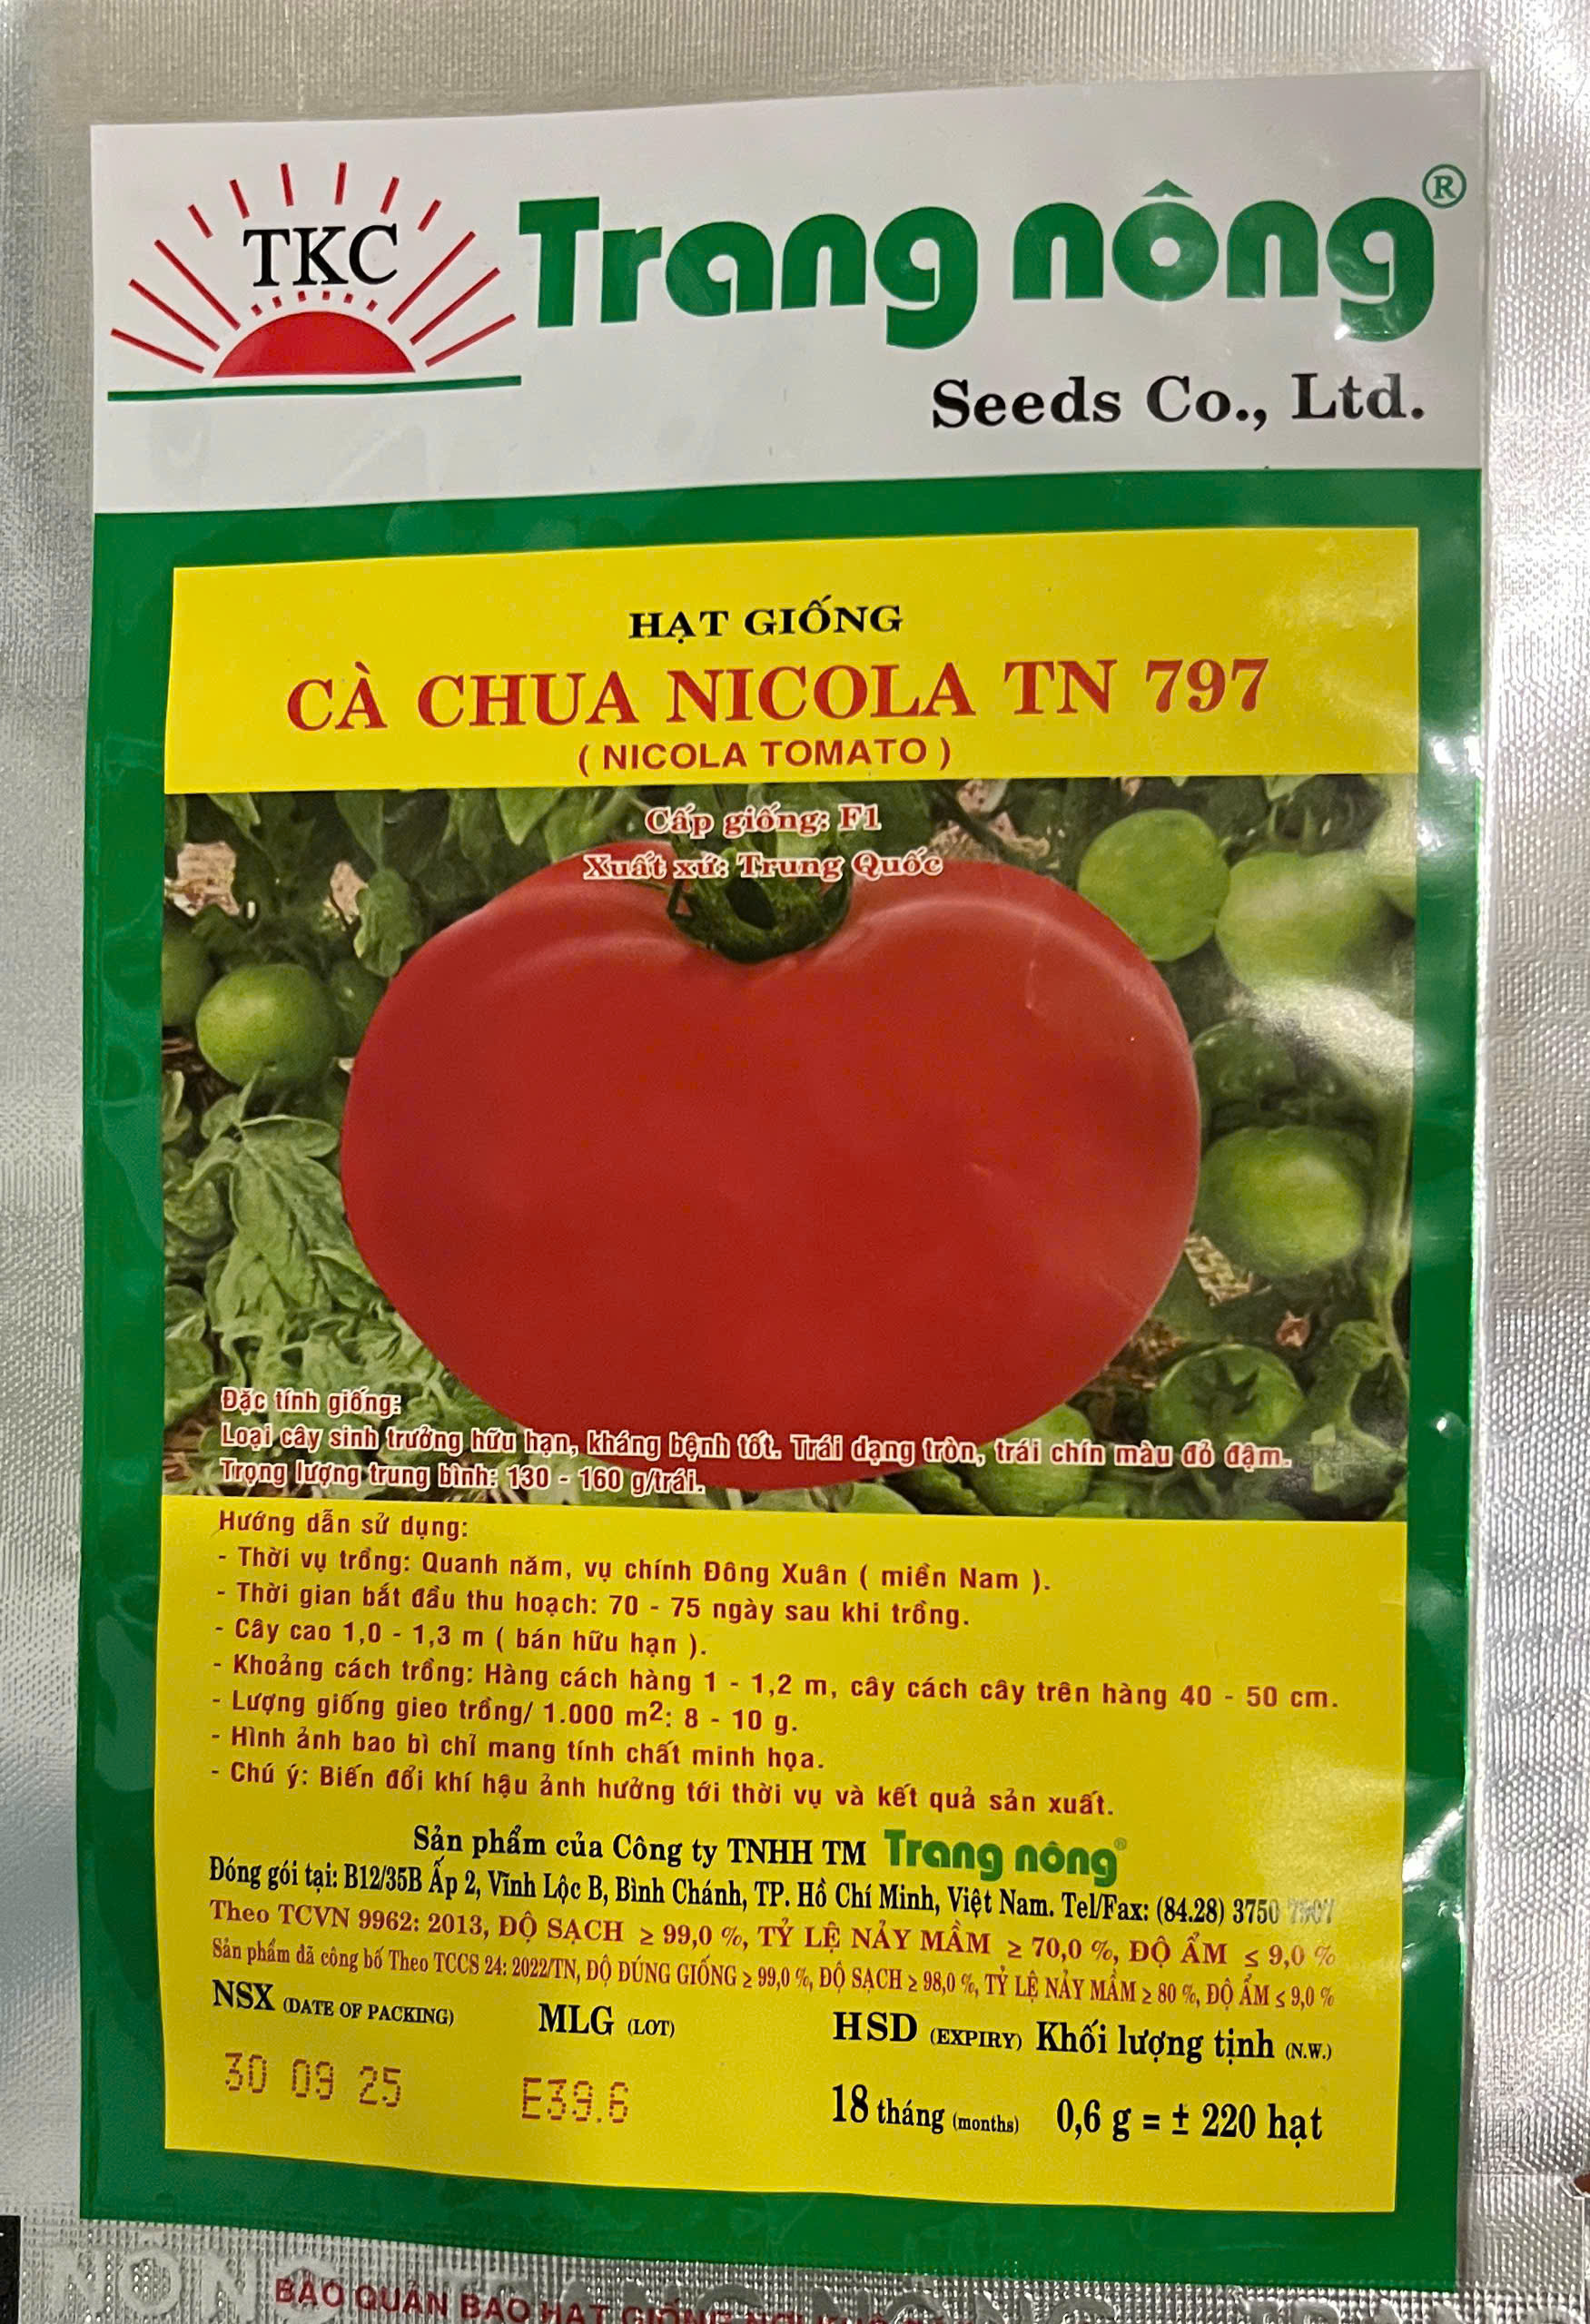 TKC
Trang nông®
Seeds Co., Ltd.
HẠT GIỐNG
CÀ CHUA NICOLA TN 797
( NICOLA TOMATO )
Cấp giống: F1
Xuất xứ: Trung Quốc
Đặc tính giống:
Loại cây sinh trưởng hữu hạn, kháng bệnh tốt. Trái dạng tròn, trái chín màu đỏ đậm.
Trọng lượng trung bình: 130 - 160 g/trái.
Hướng dẫn sử dụng:
- Thời vụ trồng: Quanh năm, vụ chính Đông Xuân ( miền Nam ).
- Thời gian bắt đầu thu hoạch: 70 - 75 ngày sau khi trồng.
- Cây cao 1,0 - 1,3 m ( bán hữu hạn ).
- Khoảng cách trồng: Hàng cách hàng 1 - 1,2 m, cây cách cây trên hàng 40 - 50 cm.
- Lượng giống gieo trồng/ 1.000 m2: 8 - 10 g.
- Hình ảnh bao bì chỉ mang tính chất minh họa.
- Chú ý: Biến đổi khí hậu ảnh hưởng tới thời vụ và kết quả sản xuất.
Sản phẩm của Công ty TNHH TM Trang nông®
Đóng gói tại: B12/35B Ấp 2, Vĩnh Lộc B, Bình Chánh, TP. Hồ Chí Minh, Việt Nam. Tel/Fax: (84.28) 3750 7507
Theo TCVN 9962: 2013, ĐỘ SẠCH ≥ 99,0 %, TỶ LỆ NẢY MẦM ≥ 70,0 %, ĐỘ ẨM ≤ 9,0 %
Sản phẩm đã công bố Theo TCCS 24: 2022/TN, ĐỘ ĐÚNG GIỐNG ≥ 99,0 %, ĐỘ SẠCH ≥ 98,0 %, TỶ LỆ NẢY MẦM ≥ 80 %, ĐỘ ẨM ≤ 9,0 %
NSX (DATE OF PACKING) MLG (LOT) HSD (EXPIRY) Khối lượng tịnh (N.W.)
30 09 25 E39.6 18 tháng (months) 0,6 g = ± 220 hạt
NÔNG TRANG NÔNG TRANG
BẢO QUẢN BAO HẠT GIỐNG NƠI